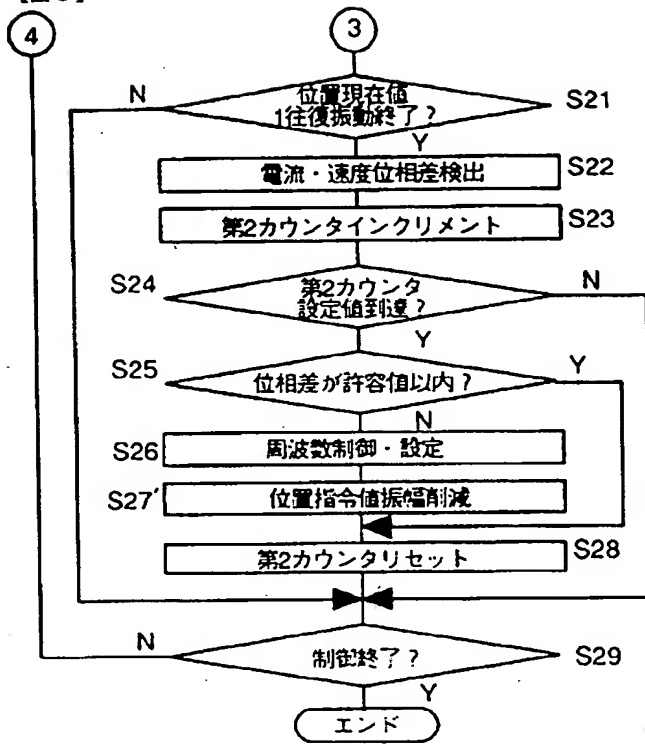 4
3
N
位置現在値
1往復振動終了?
S21
Y
電流・速度位相差検出
S22
第2カウンタインクリメント
S23
S24
第2カウンタ
設定値到達?
N
Y
S25
位相差が許容値以内?
Y
N
S26
周波数制御・設定
S27'
位置指令値振幅削減
第2カウンタリセット
S28
N
制御終了?
S29
Y
エンド